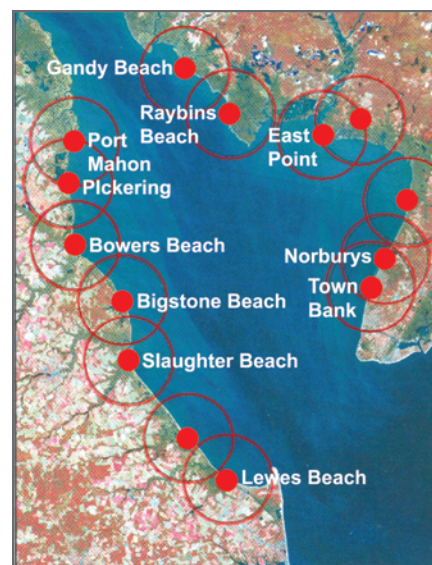 Gandy Beach
Raybins
Beach
East
Point
Port
Mahon
PIckering
Bowers Beach
Norburys
Town
Bank
Bigstone Beach
Slaughter Beach
Lewes Beach